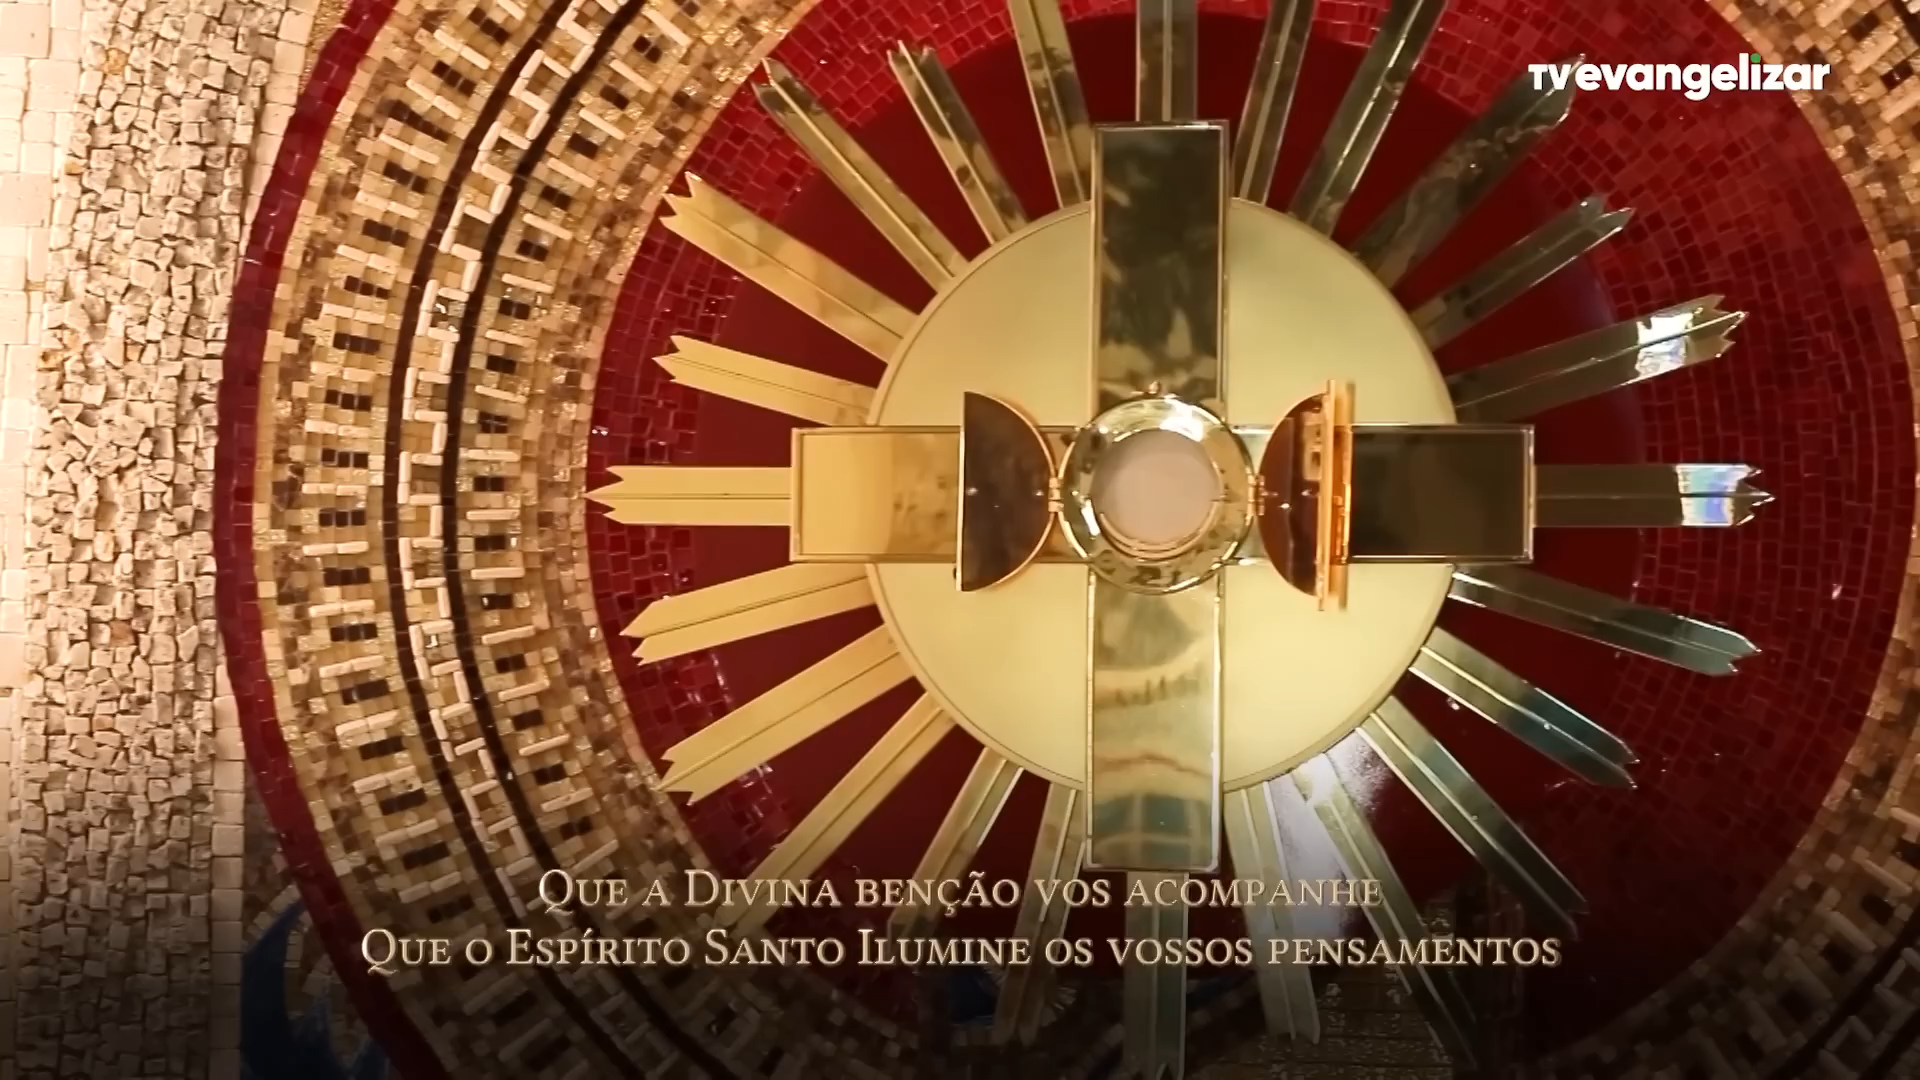 TVevangelizar
Que a Divina benção vos acompanhe
Que o Espírito Santo Ilumine os vossos pensamentos